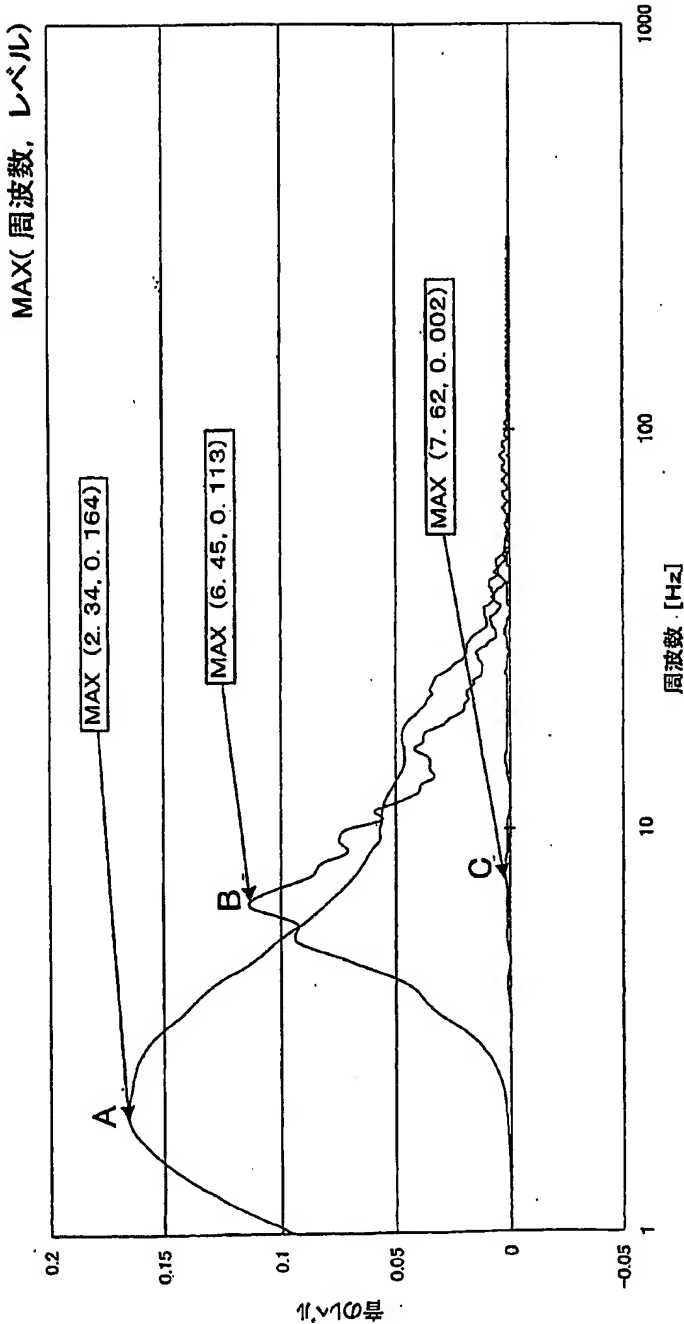 MAX(周波数, レベル)
MAX (2. 34, 0. 164)
MAX (6. 45, 0. 113)
MAX (7. 62, 0. 002)
A
B
C
音のレベル
0.2
0.15
0.1
0.05
0
-0.05
1
10
100
1000
周波数 [Hz]